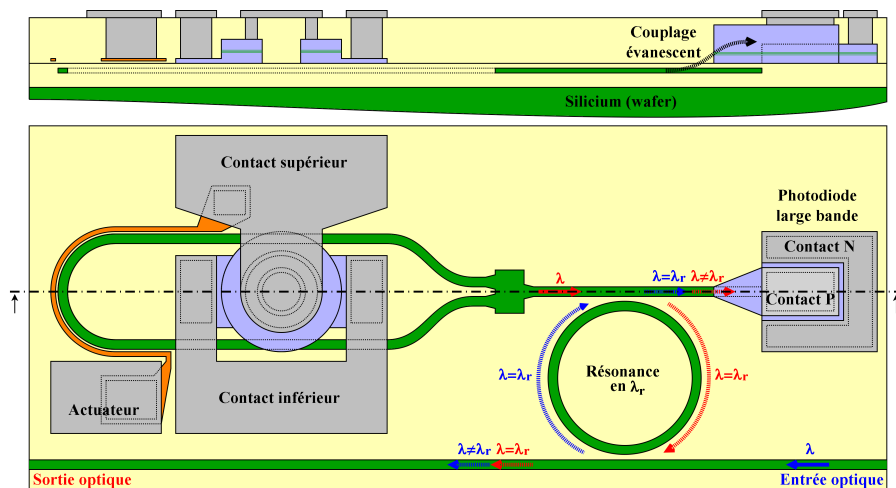 Couplage
évanescent
Silicium (wafer)
Contact supérieur
Photodiode
large bande
Contact N
λ
λ=λr
λ≠λr
Contact P
λ=λr
Résonance
en λr
λ=λr
Actuateur
Contact inférieur
λ≠λr
λ=λr
λ
Sortie optique
Entrée optique